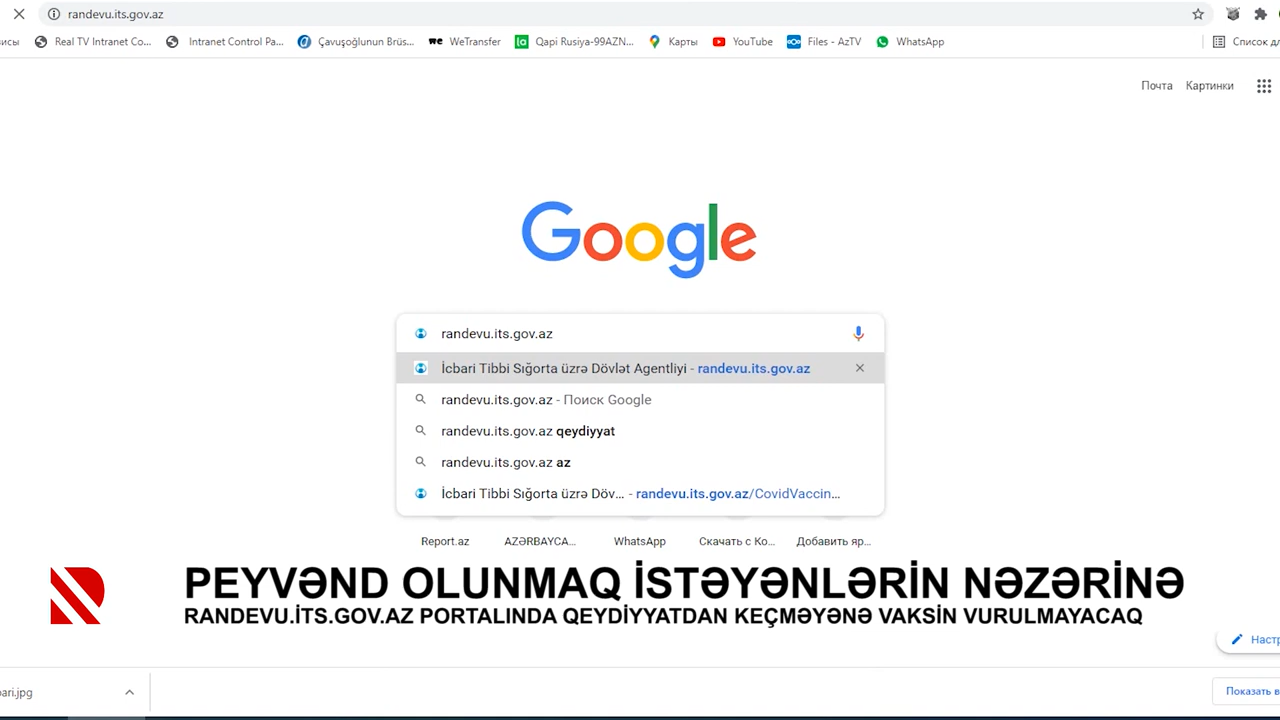 randevu.its.gov.az
исы
Real TV Intranet Co...
Intranet Control Pa...
Çavuşoğlunun Brüs...
we
WeTransfer
Qapi Rusiya-99AZN...
Карты
YouTube
Files - AzTV
WhatsApp
Список дл
Почта
Картинки
Google
randevu.its.gov.az
İcbari Tibbi Sığorta üzrə Dövlət Agentliyi - randevu.its.gov.az
randevu.its.gov.az - Поиск Google
randevu.its.gov.az qeydiyyat
randevu.its.gov.az az
İcbari Tibbi Sığorta üzrə Döv... - randevu.its.gov.az/CovidVaccin...
Report.az
AZƏRBAYCA...
WhatsApp
Скачать с Ко...
Добавить яр...
PEYVƏND OLUNMAQ İSTƏYƏNLƏRİN NƏZƏRİNƏ
RANDEVU.İTS.GOV.AZ PORTALINDA QEYDİYYATDAN KEÇMƏYƏNƏ VAKSİN VURULMAYACAQ
Настр
ari.jpg
Показать в